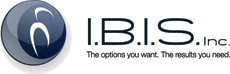 I.B.I.S. Inc.
The options you want. The results you need.